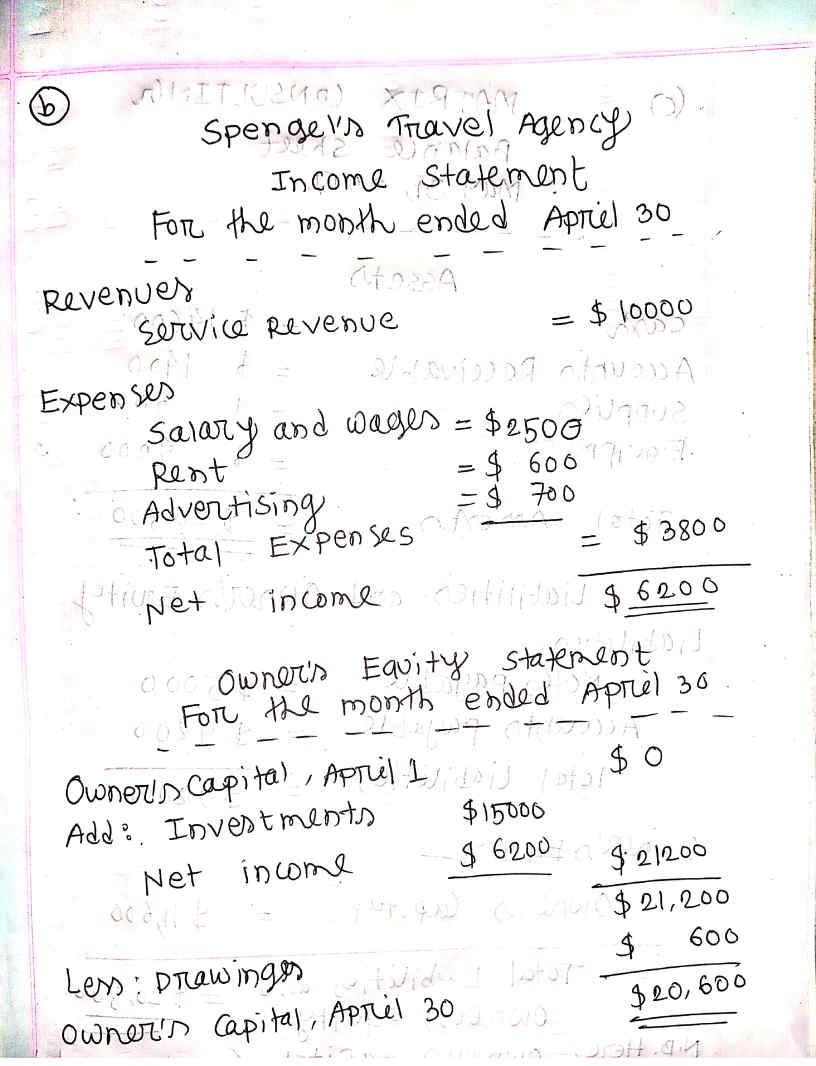 b
Spengel's Travel Agency
Income Statement
For the month ended April 30
Revenues
Service Revenue = $ 10000
Expenses
Salary and wages = $2500
Rent = $ 600
Advertising = $ 700
Total Expenses = $ 3800
Net income $ 6200
Owner's Equity Statement
For the month ended April 30
Owner's Capital, April 1 $ 0
Add: Investments $15000
Net income $ 6200 $ 21200
$ 21,200
Less: Drawings $ 600
Owner's Capital, April 30 $20,600